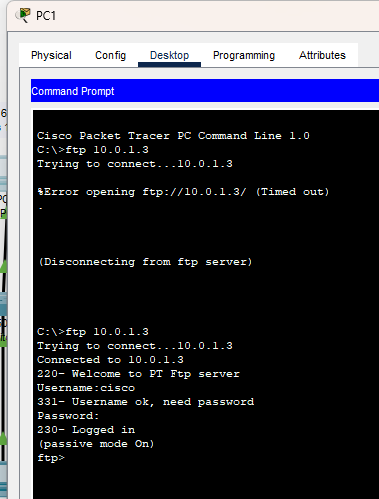 PC1
Physical Config Desktop Programming Attributes
Command Prompt
Cisco Packet Tracer PC Command Line 1.0
C:\>ftp 10.0.1.3
Trying to connect...10.0.1.3
%Error opening ftp://10.0.1.3/ (Timed out)
.
(Disconnecting from ftp server)
C:\>ftp 10.0.1.3
Trying to connect...10.0.1.3
Connected to 10.0.1.3
220- Welcome to PT Ftp server
Username:cisco
331- Username ok, need password
Password:
230- Logged in
(passive mode On)
ftp>